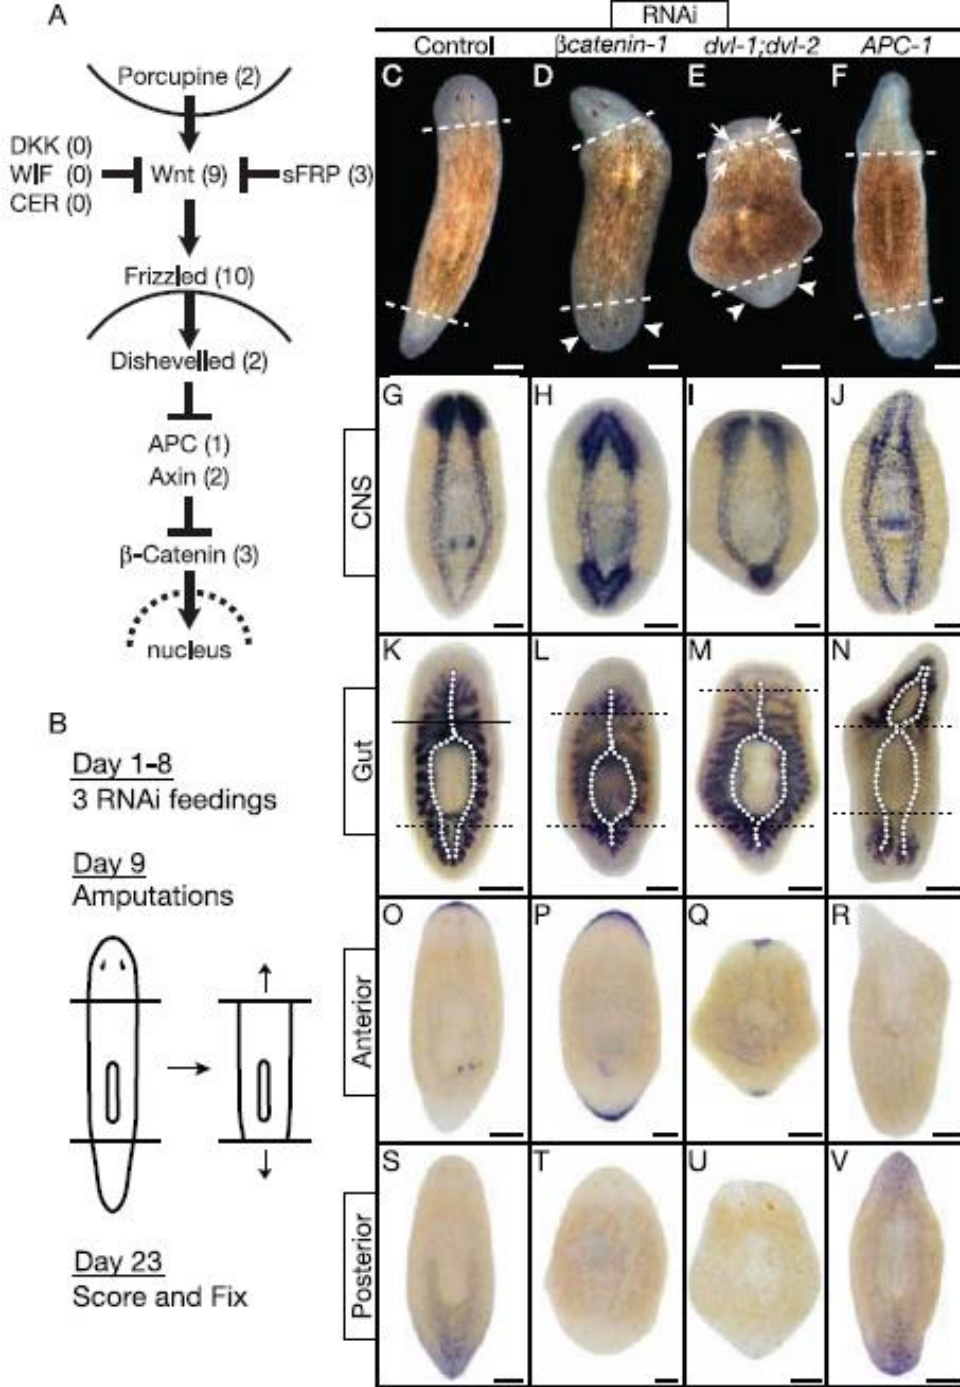 A
Porcupine (2)
DKK (0)
WIF (0)
CER (0)
Wnt (9)
sFRP (3)
Frizzled (10)
Dishevelled (2)
APC (1)
Axin (2)
β-Catenin (3)
nucleus
B
Day 1-8
3 RNAi feedings
Day 9
Amputations
Day 23
Score and Fix
RNAi
Control βcatenin-1 dvl-1;dvl-2 APC-1
C D E F
CNS
G H I J
Gut
K L M N
Anterior
O P Q R
Posterior
S T U V